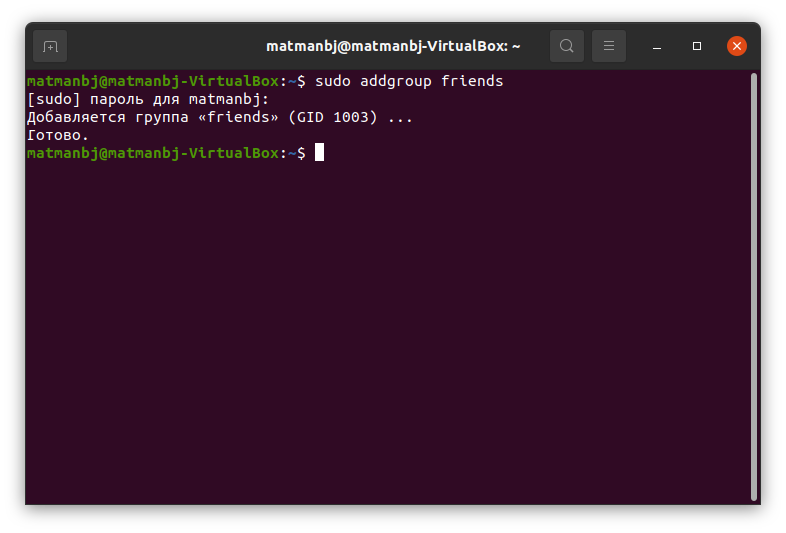 matmanbj@matmanbj-VirtualBox: ~
matmanbj@matmanbj-VirtualBox:~$ sudo addgroup friends
[sudo] пароль для matmanbj:
Добавляется группа «friends» (GID 1003) ...
Готово.
matmanbj@matmanbj-VirtualBox:~$